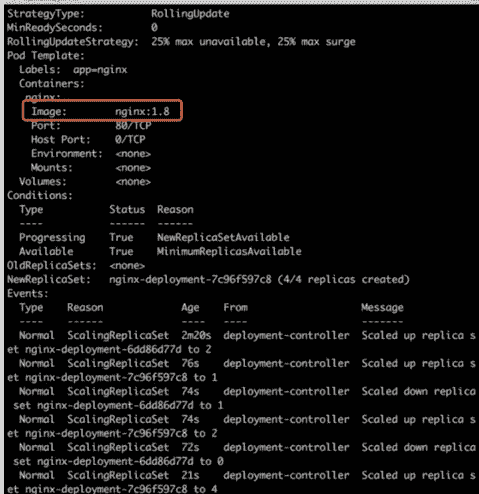 StrategyType:           RollingUpdate
MinReadySeconds:        0
RollingUpdateStrategy:  25% max unavailable, 25% max surge
Pod Template:
  Labels:  app=nginx
  Containers:
   nginx:
    Image:        nginx:1.8
    Port:         80/TCP
    Host Port:    0/TCP
    Environment:  <none>
    Mounts:       <none>
  Volumes:        <none>
Conditions:
  Type           Status  Reason
  ----           ------  ------
  Progressing    True    NewReplicaSetAvailable
  Available      True    MinimumReplicasAvailable
OldReplicaSets:  <none>
NewReplicaSet:   nginx-deployment-7c96f597c8 (4/4 replicas created)
Events:
  Type    Reason             Age    From                   Message
  ----    ------             ----   ----                   -------
  Normal  ScalingReplicaSet  2m20s  deployment-controller  Scaled up replica s
et nginx-deployment-6dd86d77d to 2
  Normal  ScalingReplicaSet  76s    deployment-controller  Scaled up replica s
et nginx-deployment-7c96f597c8 to 1
  Normal  ScalingReplicaSet  74s    deployment-controller  Scaled down replica
 set nginx-deployment-6dd86d77d to 1
  Normal  ScalingReplicaSet  74s    deployment-controller  Scaled up replica s
et nginx-deployment-7c96f597c8 to 2
  Normal  ScalingReplicaSet  72s    deployment-controller  Scaled down replica
 set nginx-deployment-6dd86d77d to 0
  Normal  ScalingReplicaSet  21s    deployment-controller  Scaled up replica s
et nginx-deployment-7c96f597c8 to 4